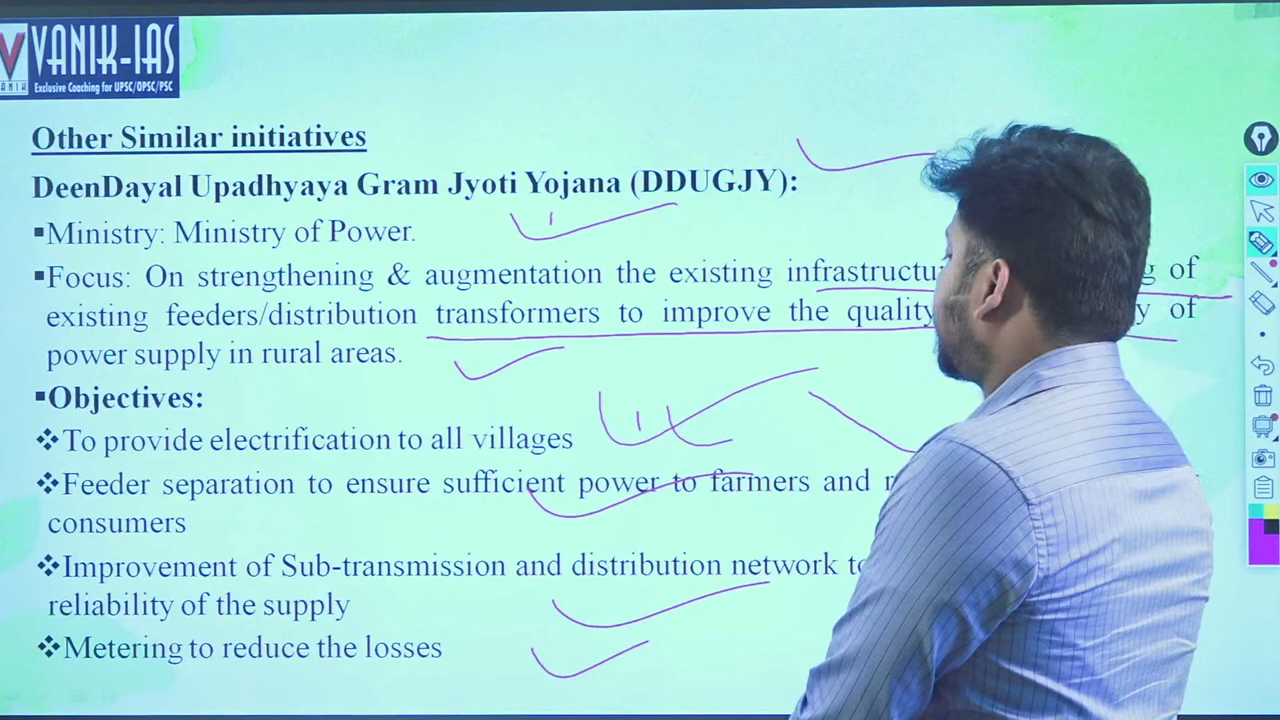 VANIK-IAS
VANIK
Exclusive Coaching for UPSC/OPSC/PSC
Other Similar initiatives
DeenDayal Upadhyaya Gram Jyoti Yojana (DDUGJY):
▪Ministry: Ministry of Power.
▪Focus: On strengthening & augmentation the existing of
existing feeders/distribution transformers to improve the quality of
power supply in rural areas.
▪Objectives:
❖To provide electrification to all villages
❖Feeder separation to ensure sufficient power to farmers and
consumers
❖Improvement of Sub-transmission and distribution network
reliability of the supply
❖Metering to reduce the losses